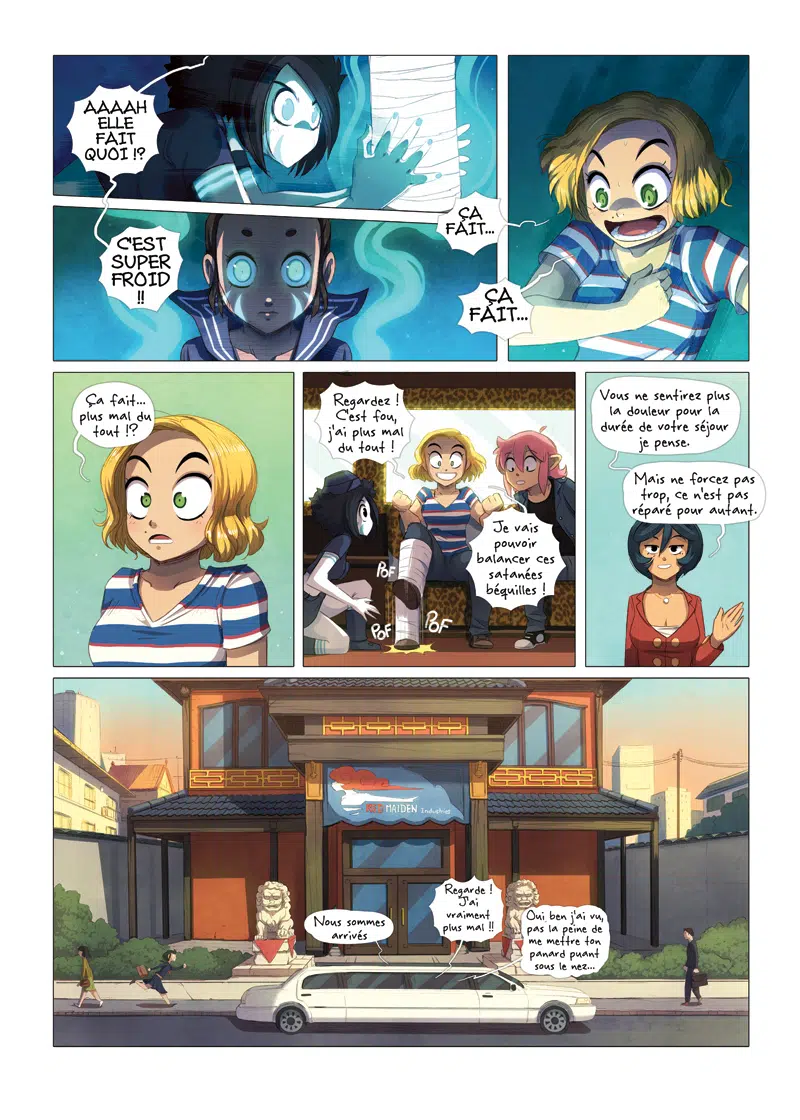 AAAAH
ELLE
FAIT
QUOI !?
C'EST
SUPER
FROID
!!
ÇA
FAIT...
ÇA
FAIT...
Ça fait...
plus mal du
tout !?
Regardez !
C'est fou,
j'ai plus mal
du tout !
Je vais
pouvoir
balancer ces
satanées
béquilles !
POF
POF
POF
Vous ne sentirez plus
la douleur pour la
durée de votre séjour
je pense.
Mais ne forcez pas
trop, ce n'est pas
réparé pour autant.
RED MAIDEN Industries
Nous sommes
arrivés
Regarde !
J'ai
vraiment
plus mal !!
Oui ben j'ai vu,
pas la peine de
me mettre ton
panard puant
sous le nez...